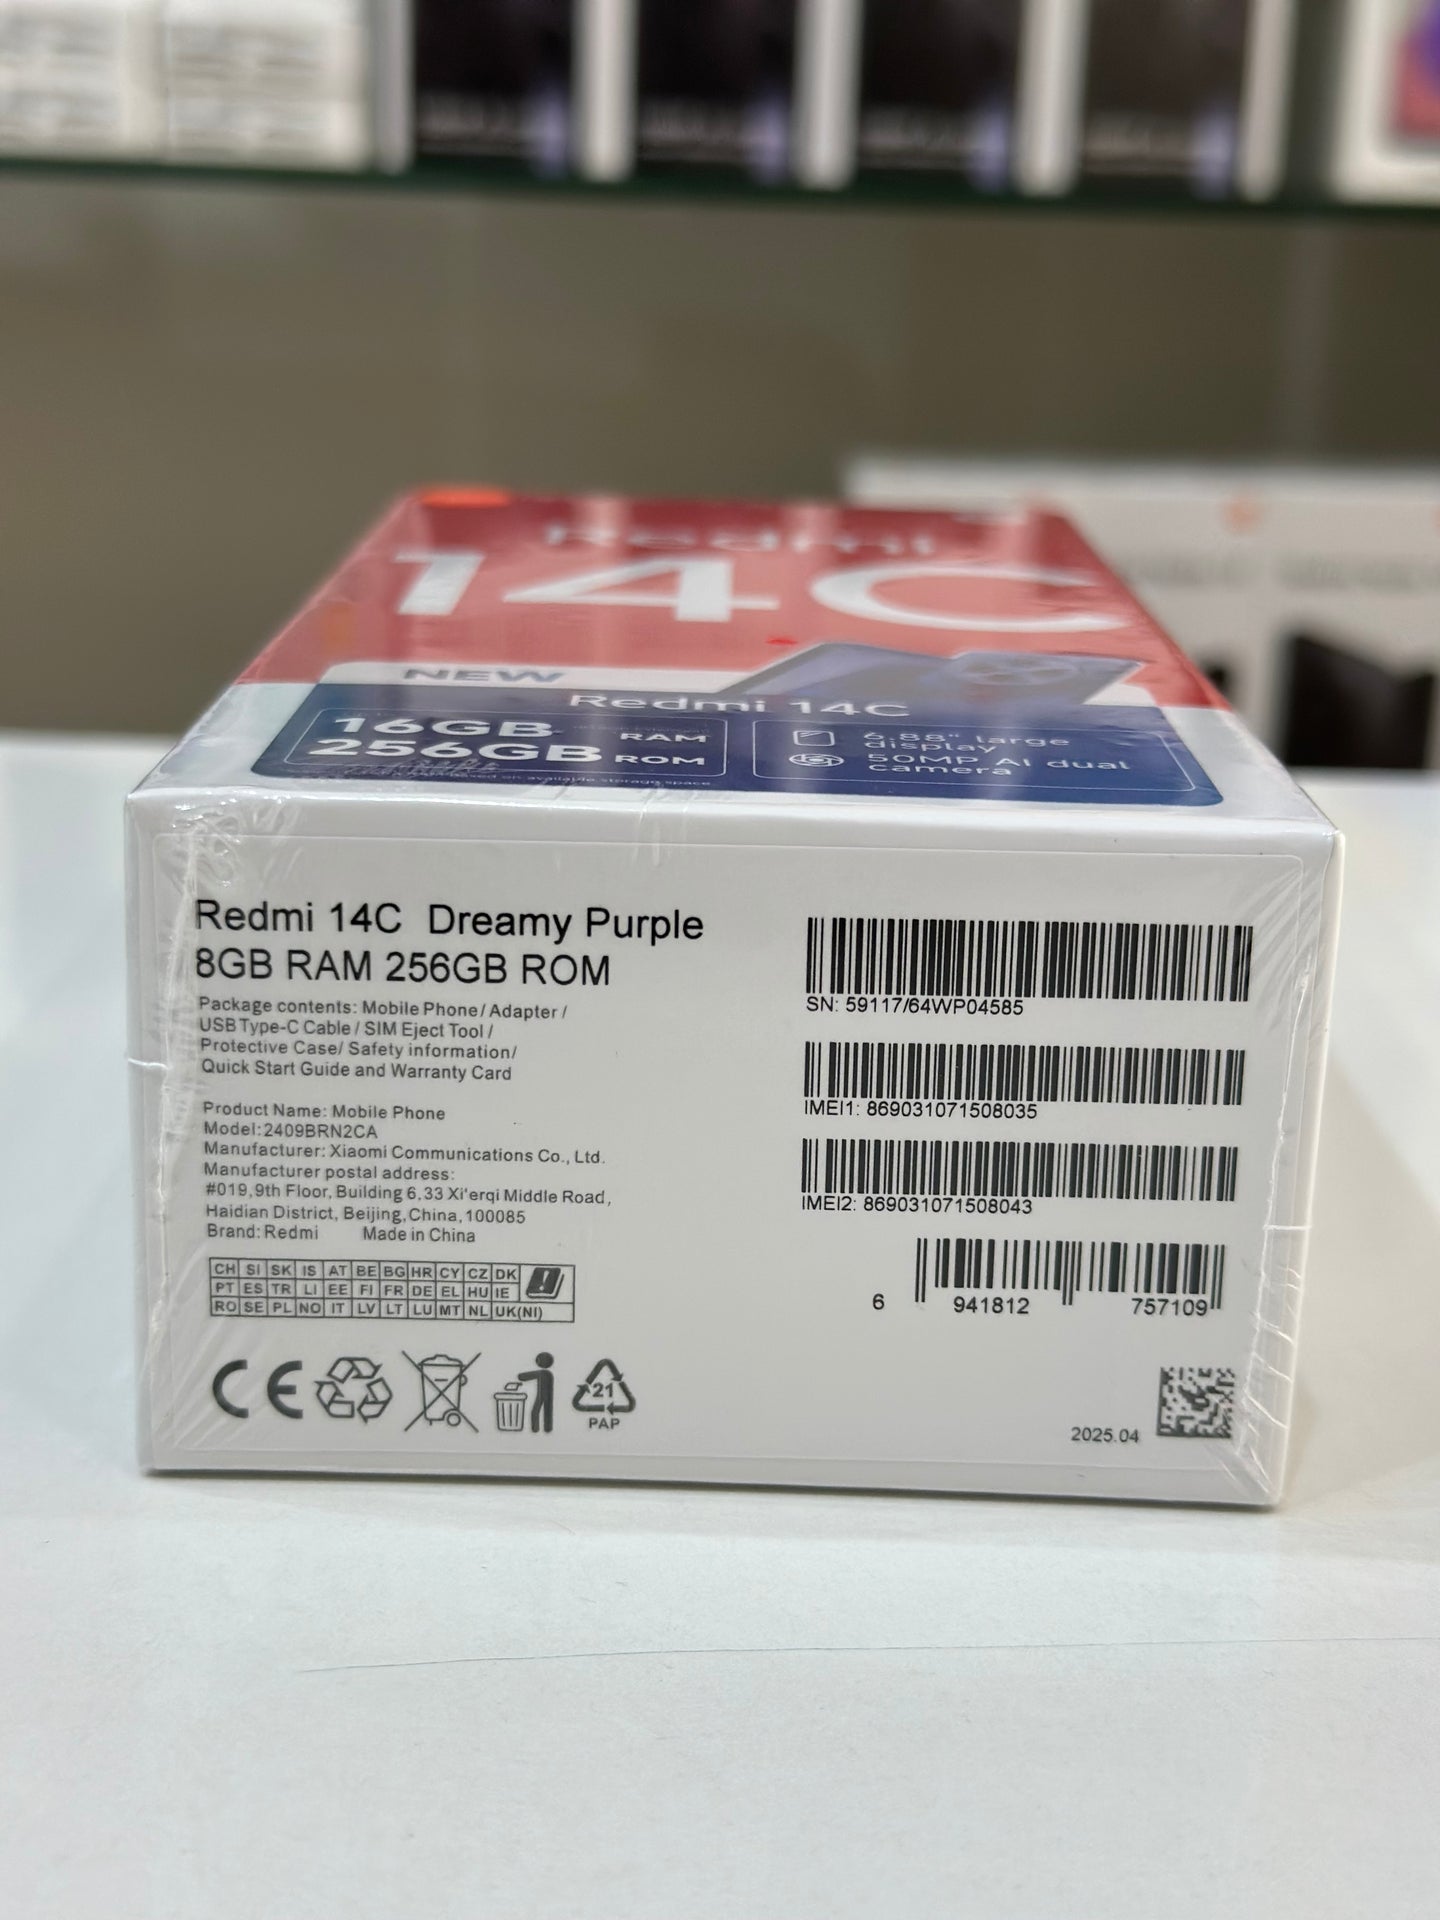 Redmi
14C
NEW
Redmi 14C
16GB RAM
256GB ROM
6.88" large
display
50MP AI dual
camera
Redmi 14C Dreamy Purple
8GB RAM 256GB ROM
Package contents: Mobile Phone/ Adapter /
USB Type-C Cable / SIM Eject Tool /
Protective Case/ Safety information/
Quick Start Guide and Warranty Card
Product Name: Mobile Phone
Model:2409BRN2CA
Manufacturer: Xiaomi Communications Co., Ltd.
Manufacturer postal address:
#019,9th Floor, Building 6,33 Xi'erqi Middle Road,
Haidian District, Beijing,China,100085
Brand: Redmi Made in China
CH SI SK IS AT BE BG HR CY CZ DK
PT ES TR LI EE FI FR DE EL HU IE
RO SE PL NO IT LV LT LU MT NL UK(NI)
CE
21
PAP
SN: 59117/64WP04585
IMEI1: 869031071508035
IMEI2: 869031071508043
6 941812 757109
2025.04